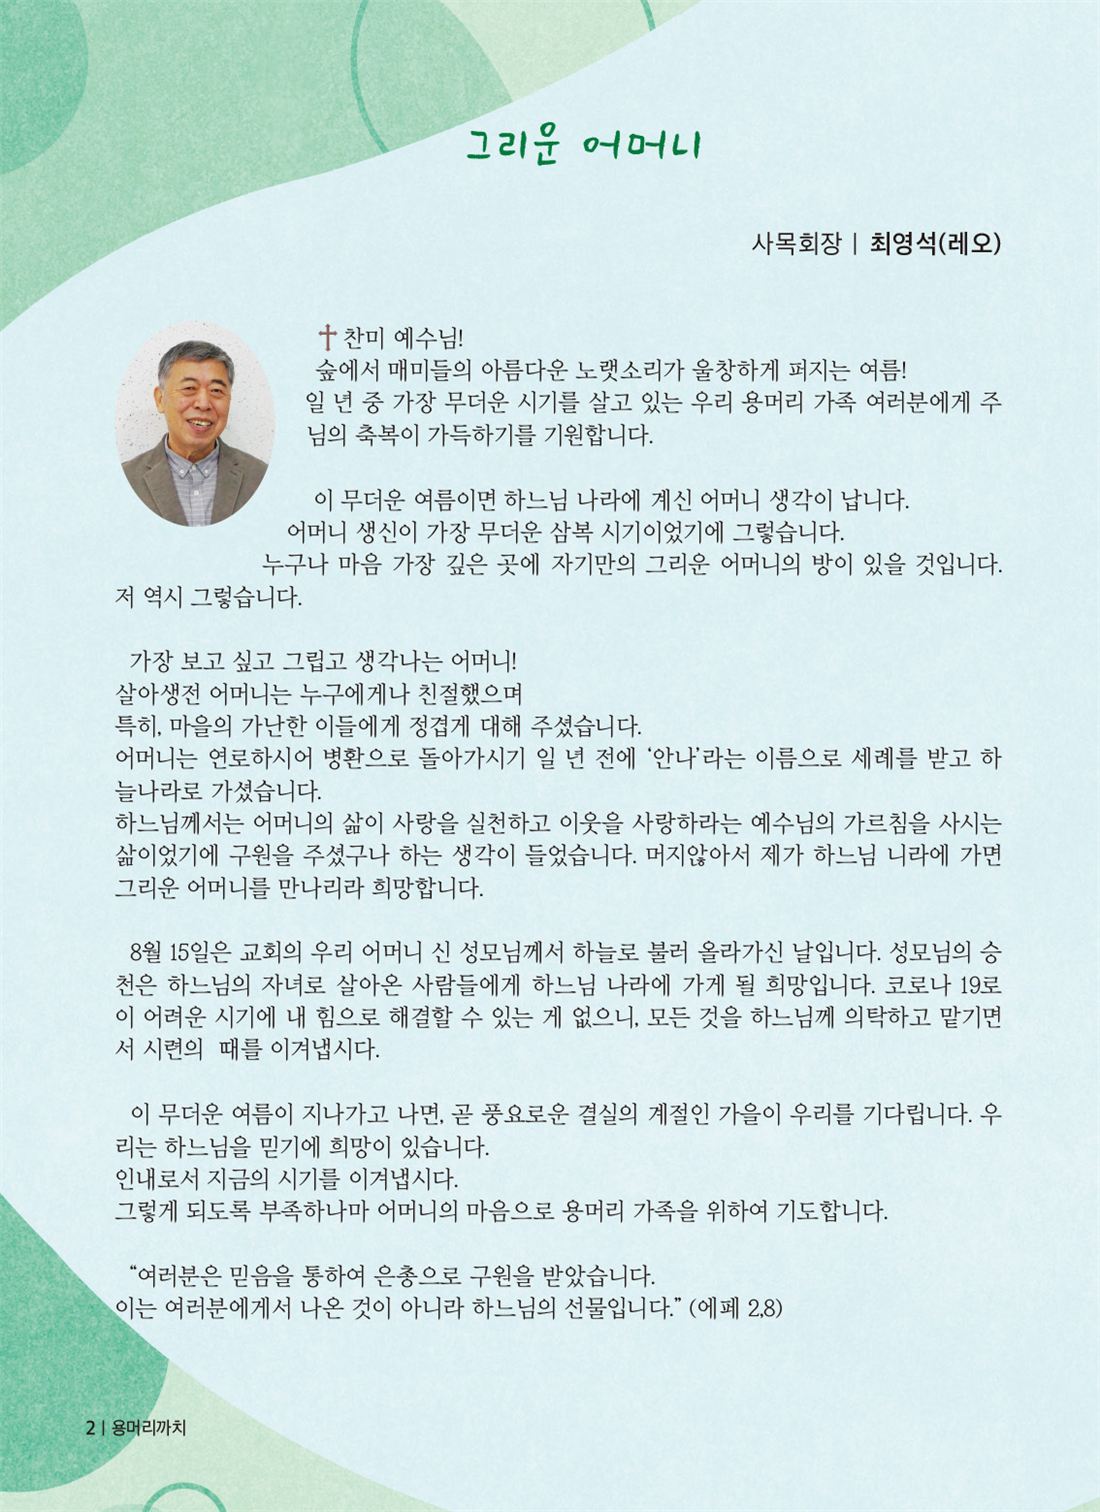 그리운 어머니
사목회장 | 최영석(레오)
찬미 예수님!
숲에서 매미들의 아름다운 노랫소리가 울창하게 퍼지는 여름!
일 년 중 가장 무더운 시기를 살고 있는 우리 용머리 가족 여러분에게 주
님의 축복이 가득하기를 기원합니다.
이 무더운 여름이면 하느님 나라에 계신 어머니 생각이 납니다.
어머니 생신이 가장 무더운 삼복 시기이었기에 그렇습니다.
누구나 마음 가장 깊은 곳에 자기만의 그리운 어머니의 방이 있을 것입니다.
저 역시 그렇습니다.
가장 보고 싶고 그립고 생각나는 어머니!
살아생전 어머니는 누구에게나 친절했으며
특히, 마을의 가난한 이들에게 정겹게 대해 주셨습니다.
어머니는 연로하시어 병환으로 돌아가시기 일 년 전에 ‘안나’라는 이름으로 세례를 받고 하
늘나라로 가셨습니다.
하느님께서는 어머니의 삶이 사랑을 실천하고 이웃을 사랑하라는 예수님의 가르침을 사시는
삶이었기에 구원을 주셨구나 하는 생각이 들었습니다. 머지않아서 제가 하느님 니라에 가면
그리운 어머니를 만나리라 희망합니다.
8월 15일은 교회의 우리 어머니 신 성모님께서 하늘로 불러 올라가신 날입니다. 성모님의 승
천은 하느님의 자녀로 살아온 사람들에게 하느님 나라에 가게 될 희망입니다. 코로나 19로
이 어려운 시기에 내 힘으로 해결할 수 있는 게 없으니, 모든 것을 하느님께 의탁하고 맡기면
서 시련의 때를 이겨냅시다.
이 무더운 여름이 지나가고 나면, 곧 풍요로운 결실의 계절인 가을이 우리를 기다립니다. 우
리는 하느님을 믿기에 희망이 있습니다.
인내로서 지금의 시기를 이겨냅시다.
그렇게 되도록 부족하나마 어머니의 마음으로 용머리 가족을 위하여 기도합니다.
“여러분은 믿음을 통하여 은총으로 구원을 받았습니다.
이는 여러분에게서 나온 것이 아니라 하느님의 선물입니다.” (에페 2,8)
2 | 용머리까치